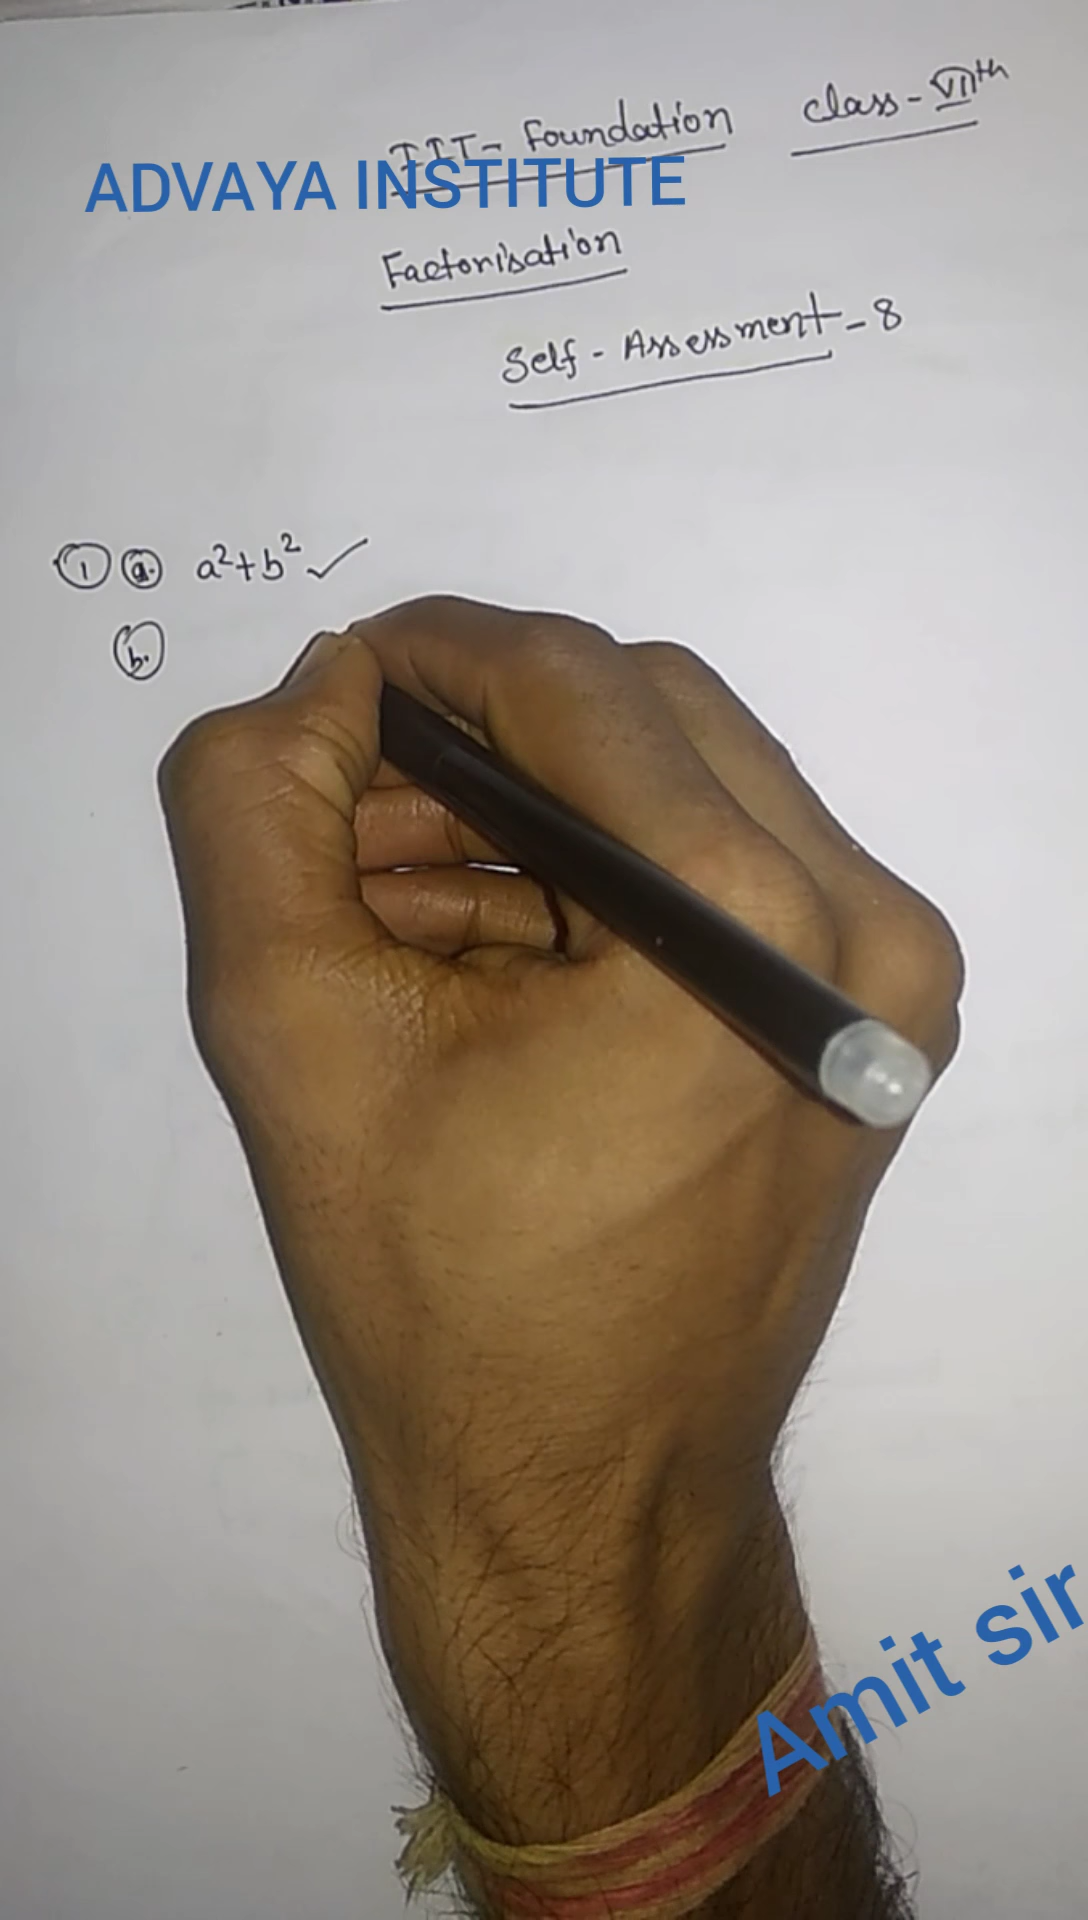 IIT- Foundation class-VIIth
ADVAYA INSTITUTE
Factorisation
Self-Assessment-8
1 a. a²+b² ✓
b.
Amit sir